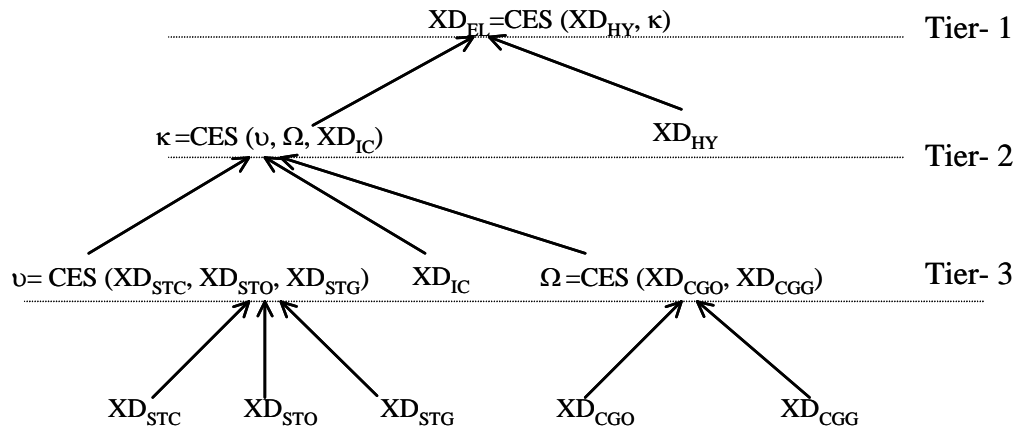 XD_EL=CES (XD_HY, κ) Tier- 1
κ =CES (υ, Ω, XD_IC) XD_HY
Tier- 2
υ= CES (XD_STC, XD_STO, XD_STG) XD_IC Ω =CES (XD_CGO, XD_CGG) Tier- 3
XD_STC XD_STO XD_STG XD_CGO XD_CGG